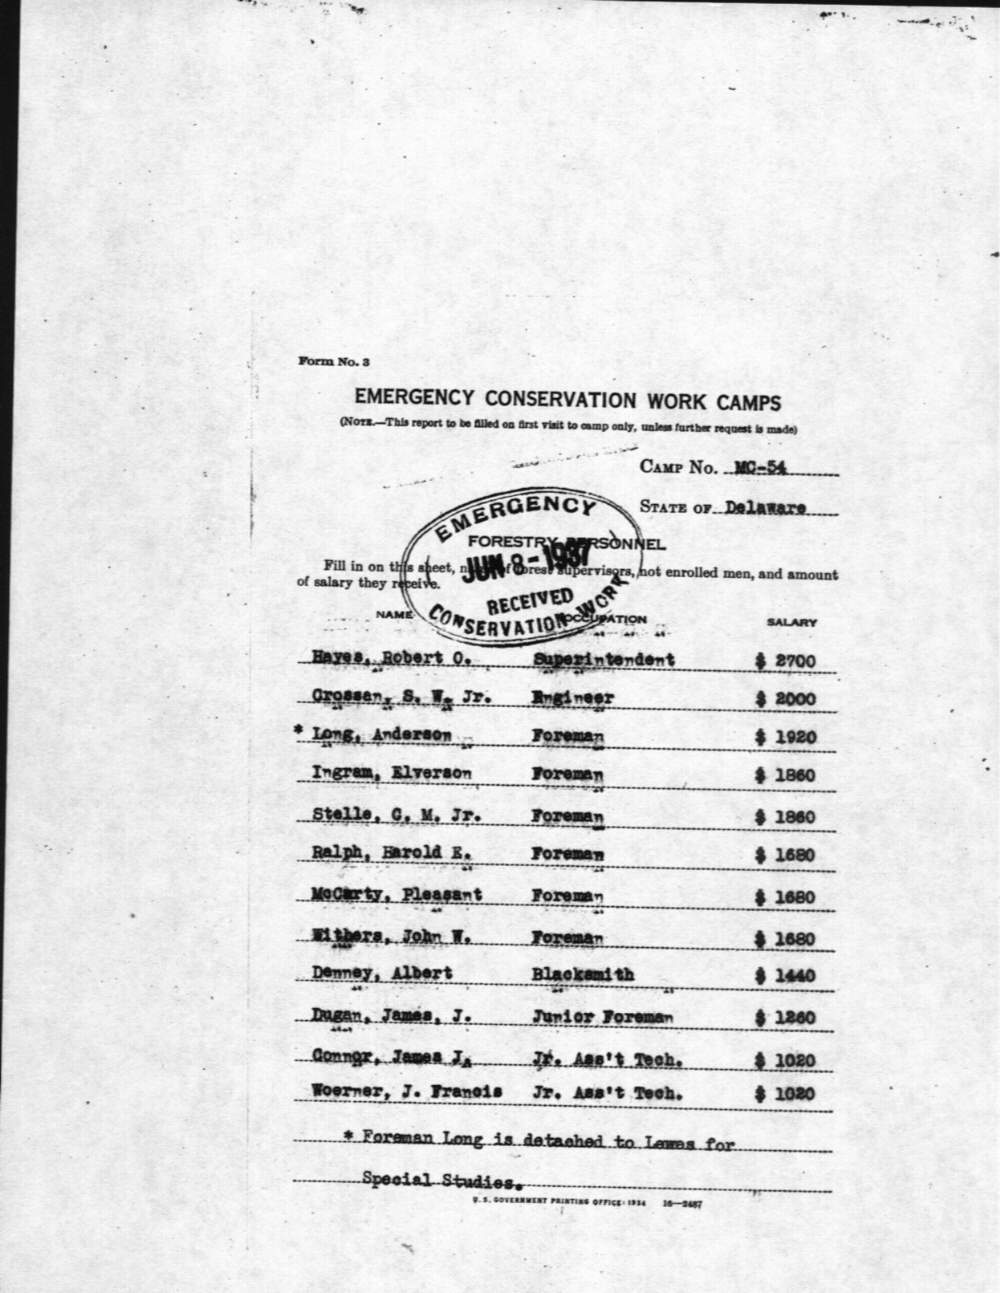 Form No. 3
EMERGENCY CONSERVATION WORK CAMPS
(NOTE.—This report to be filled on first visit to camp only, unless further request is made)
CAMP No. MC-54
STATE OF Delaware
EMERGENCY
FORESTRY PERSONNEL
JUN 8-1937
Fill in on this sheet, names of forest supervisors, not enrolled men, and amount
of salary they receive.
RECEIVED
CONSERVATION WORK
NAME OCCUPATION SALARY
Hayes, Robert O. Superintendent $ 2700
Grossen, S. W. Jr. Engineer $ 2000
* Long, Anderson Foreman $ 1920
Ingram, Elverson Foreman $ 1860
Stelle, C. M. Jr. Foreman $ 1860
Ralph, Harold E. Foreman $ 1680
McCarty, Pleasant Foreman $ 1680
Withers, John W. Foreman $ 1680
Denney, Albert Blacksmith $ 1440
Dugan, James, J. Junior Foreman $ 1260
Connor, James J. Jr. Ass't Tech. $ 1020
Woerner, J. Francis Jr. Ass't Tech. $ 1020
* Foreman Long is detached to Lewes for
Special Studies.
U. S. GOVERNMENT PRINTING OFFICE: 1934 16—2487